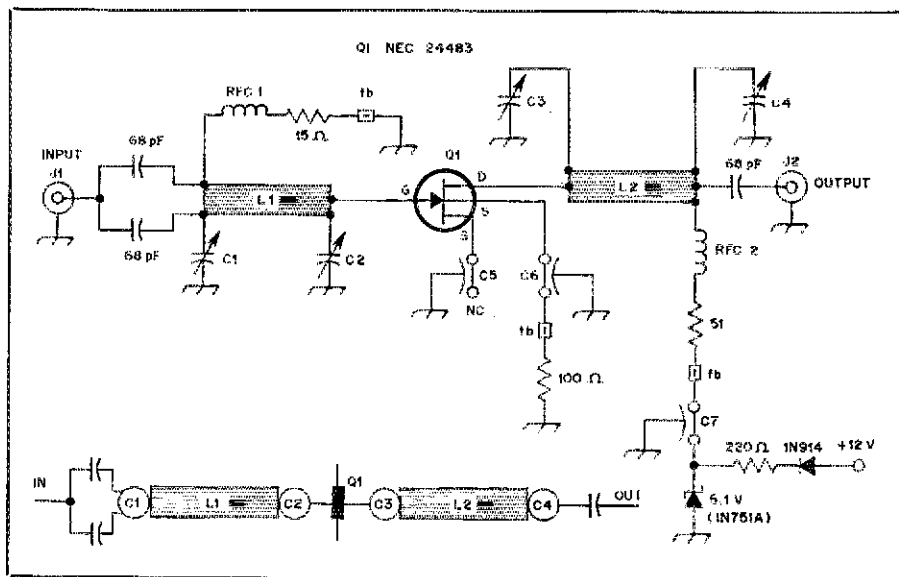 Q1 NEC 24483
RFC 1
fb
C3
C4
68 pF
15 Ω
INPUT
J1
Q1
68 pF
J2
OUTPUT
G
D
L1
L2
S
S
RFC 2
68 pF
C1
C2
C5
C6
NC
fb
51
fb
100 Ω
C7
220 Ω
1N914
+12 V
IN
C1
L1
C2
Q1
C3
L2
C4
OUT
5.1 V
(1N751A)